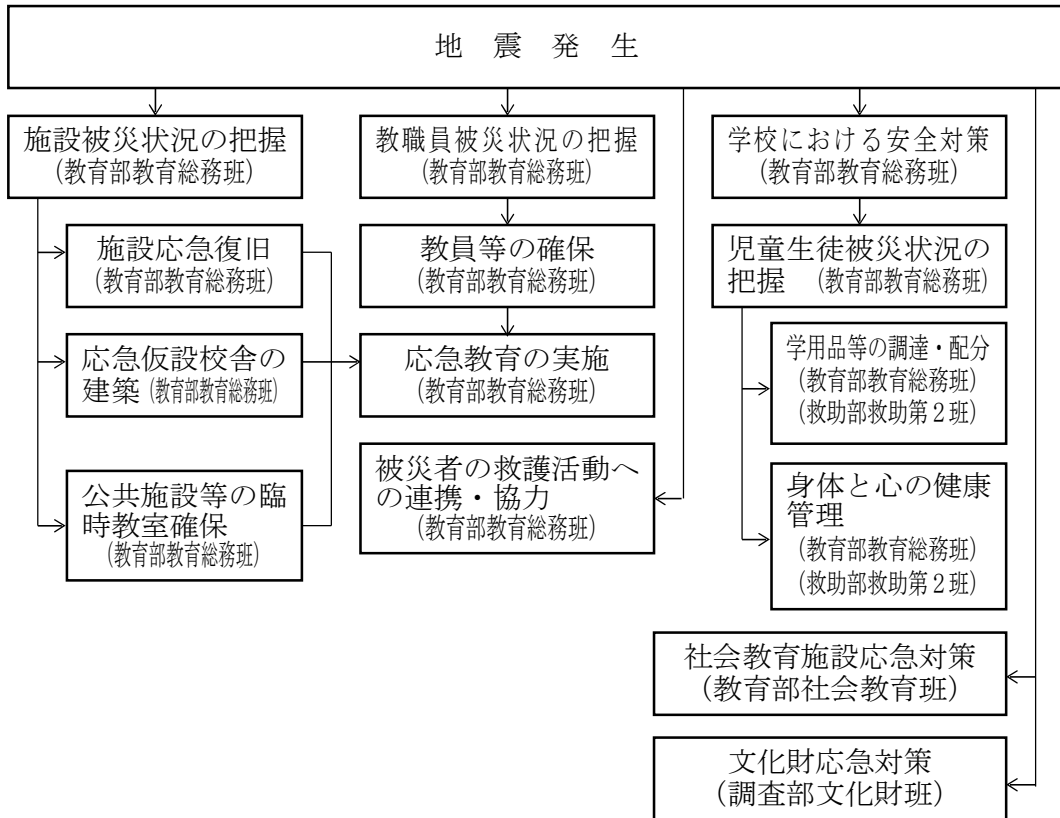 地 震 発 生
施設被災状況の把握
(教育部教育総務班)
教職員被災状況の把握
(教育部教育総務班)
学校における安全対策
(教育部教育総務班)
施設応急復旧
(教育部教育総務班)
教員等の確保
(教育部教育総務班)
児童生徒被災状況の
把握 (教育部教育総務班)
応急仮設校舎の
建築 (教育部教育総務班)
応急教育の実施
(教育部教育総務班)
学用品等の調達・配分
(教育部教育総務班)
(救助部救助第2班)
公共施設等の臨
時教室確保
(教育部教育総務班)
被災者の救護活動へ
の連携・協力
(教育部教育総務班)
身体と心の健康
管理
(教育部教育総務班)
(救助部救助第2班)
社会教育施設応急対策
(教育部社会教育班)
文化財応急対策
(調査部文化財班)